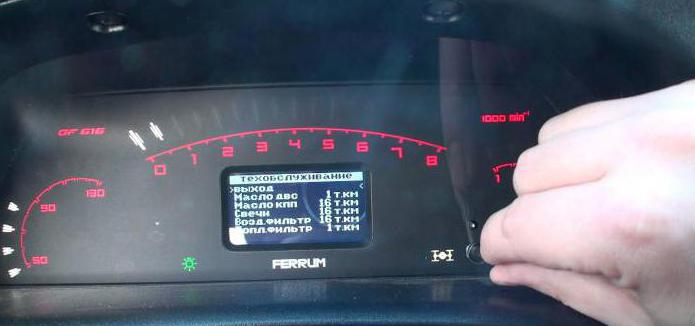 GF 616
1000 min⁻¹
0 1 2 3 4 5 6 7 8
130
90
50
1
техобслуживание
>выход <
Масло двс 1 т.км
Масло кпп 16 т.км
Свечи 16 т.км
Возд.фильтр 16 т.км
Топл.фильтр 1 т.км
FERRUM